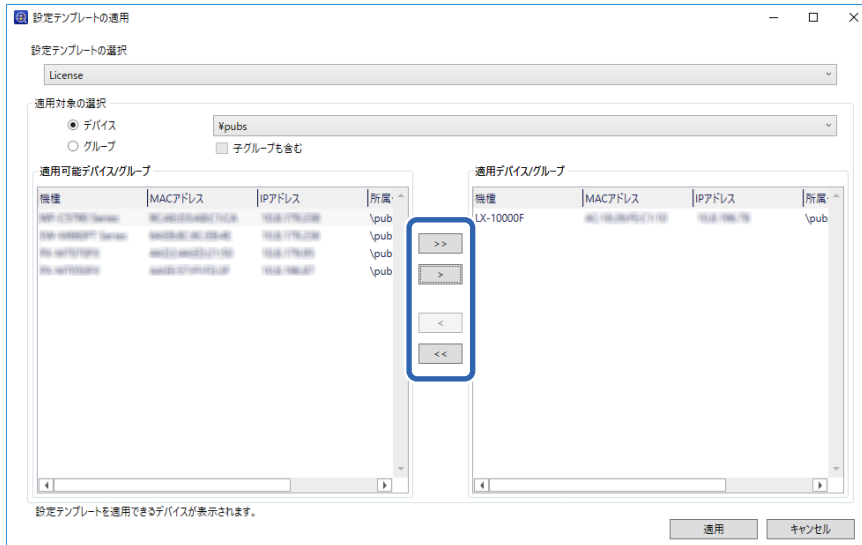 設定テンプレートの適用
設定テンプレートの選択
License
適用対象の選択
デバイス
¥pubs
グループ
子グループも含む
適用可能デバイス/グループ
機種 MACアドレス IPアドレス 所属・
\pub
\pub
\pub
\pub
>>
>
<
<<
適用デバイス/グループ
機種 MACアドレス IPアドレス 所属・
LX-10000F \pub
設定テンプレートを適用できるデバイスが表示されます。
適用 キャンセル